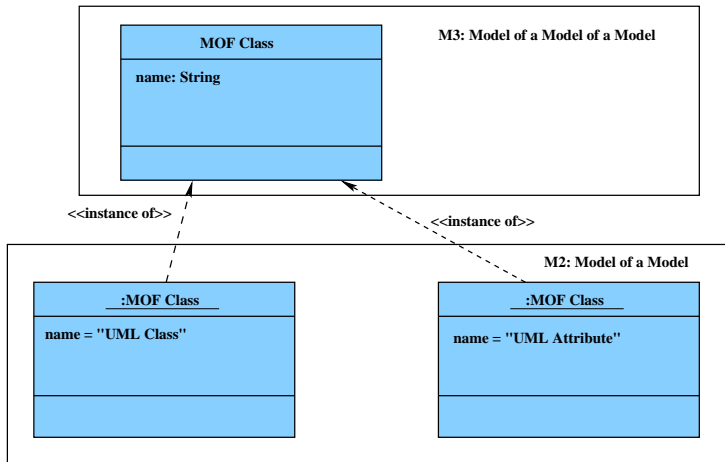 MOF Class
M3: Model of a Model of a Model
name: String
<<instance of>>
<<instance of>>
M2: Model of a Model
:MOF Class
name = "UML Class"
:MOF Class
name = "UML Attribute"